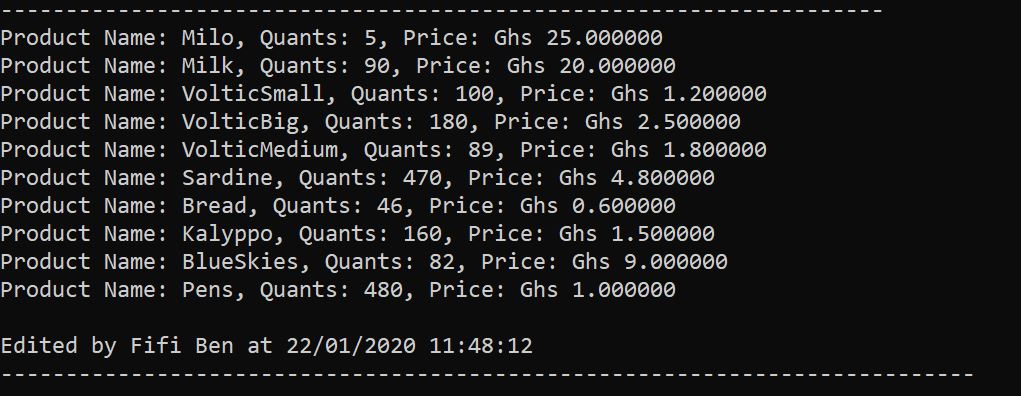 --------------------------------------------------------------------
Product Name: Milo, Quants: 5, Price: Ghs 25.000000
Product Name: Milk, Quants: 90, Price: Ghs 20.000000
Product Name: VolticSmall, Quants: 100, Price: Ghs 1.200000
Product Name: VolticBig, Quants: 180, Price: Ghs 2.500000
Product Name: VolticMedium, Quants: 89, Price: Ghs 1.800000
Product Name: Sardine, Quants: 470, Price: Ghs 4.800000
Product Name: Bread, Quants: 46, Price: Ghs 0.600000
Product Name: Kalyppo, Quants: 160, Price: Ghs 1.500000
Product Name: BlueSkies, Quants: 82, Price: Ghs 9.000000
Product Name: Pens, Quants: 480, Price: Ghs 1.000000
Edited by Fifi Ben at 22/01/2020 11:48:12
---------------------------------------------------------------------------